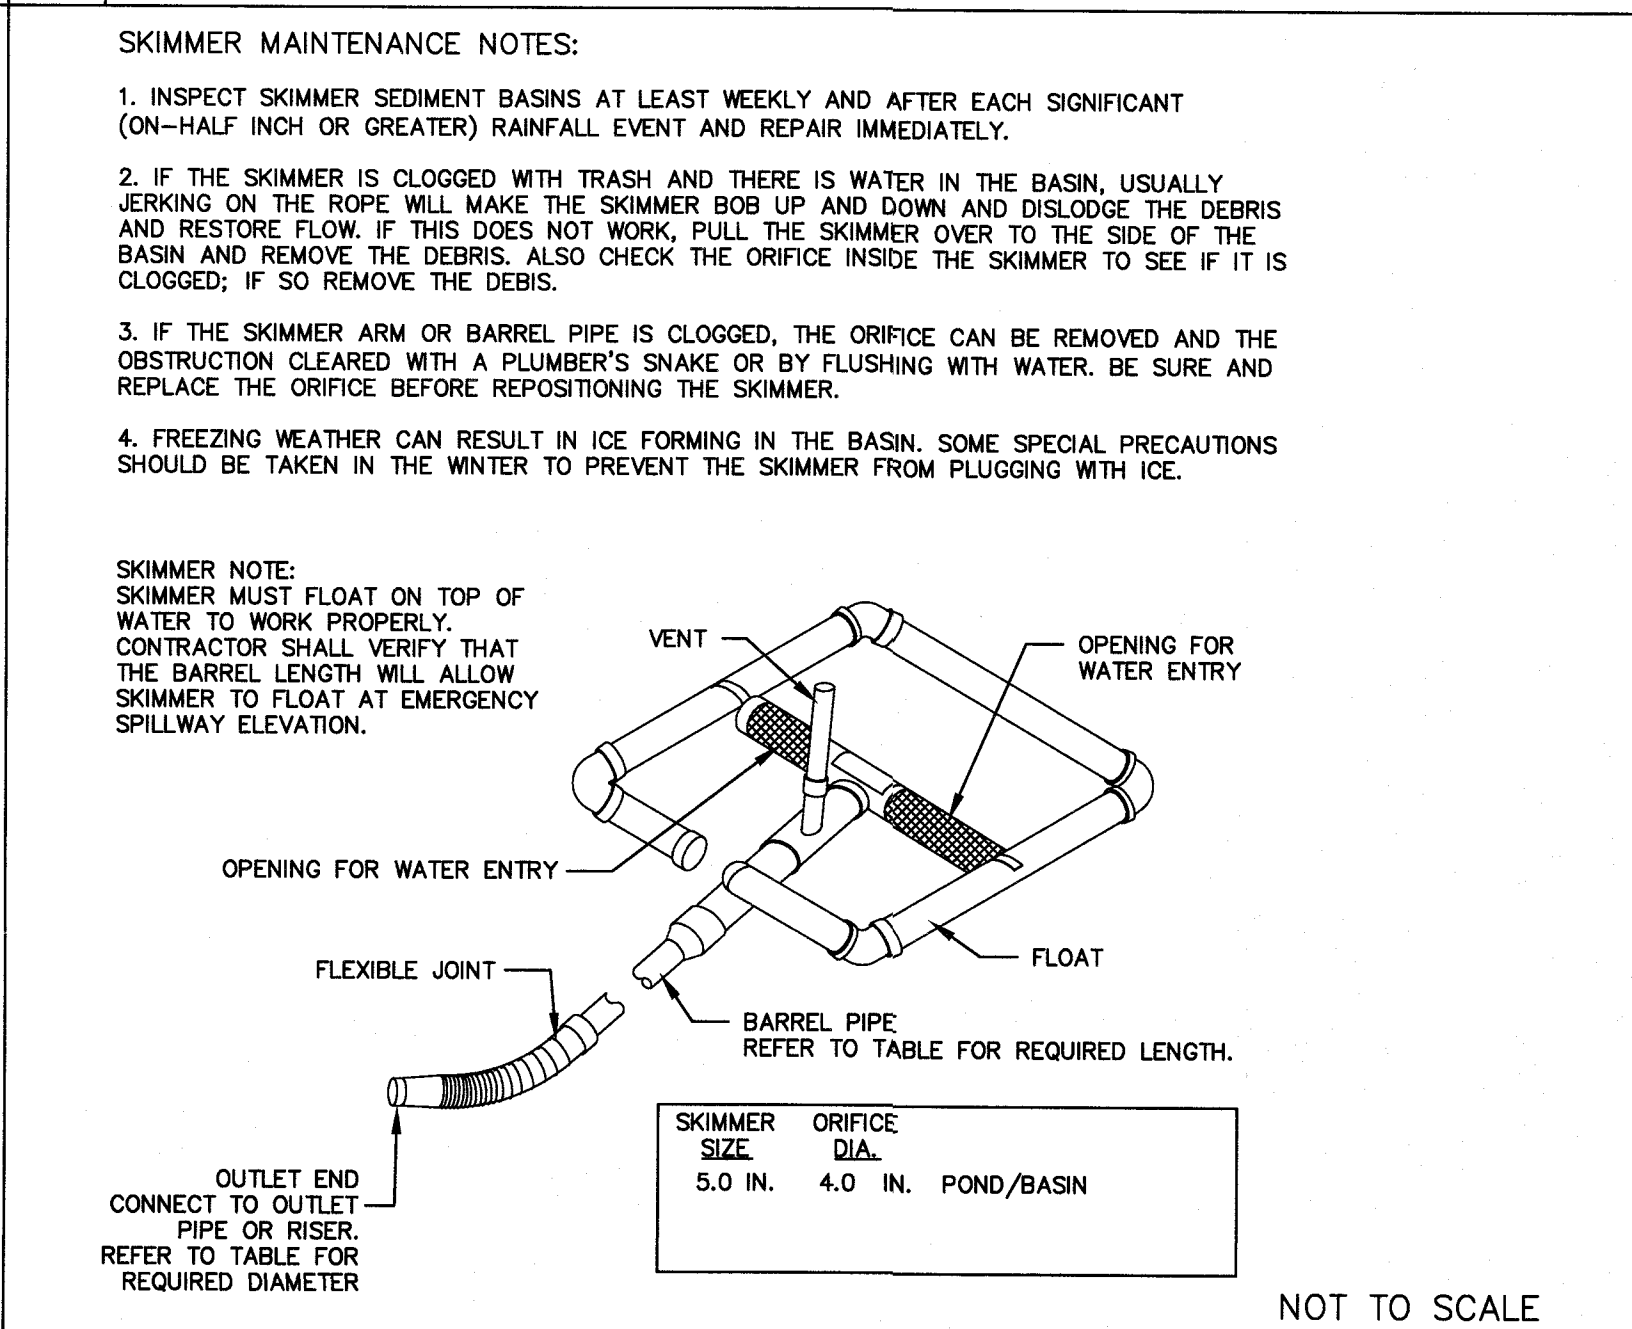 SKIMMER MAINTENANCE NOTES:
1. INSPECT SKIMMER SEDIMENT BASINS AT LEAST WEEKLY AND AFTER EACH SIGNIFICANT
(ON-HALF INCH OR GREATER) RAINFALL EVENT AND REPAIR IMMEDIATELY.
2. IF THE SKIMMER IS CLOGGED WITH TRASH AND THERE IS WATER IN THE BASIN, USUALLY
JERKING ON THE ROPE WILL MAKE THE SKIMMER BOB UP AND DOWN AND DISLODGE THE DEBRIS
AND RESTORE FLOW. IF THIS DOES NOT WORK, PULL THE SKIMMER OVER TO THE SIDE OF THE
BASIN AND REMOVE THE DEBRIS. ALSO CHECK THE ORIFICE INSIDE THE SKIMMER TO SEE IF IT IS
CLOGGED; IF SO REMOVE THE DEBIS.
3. IF THE SKIMMER ARM OR BARREL PIPE IS CLOGGED, THE ORIFICE CAN BE REMOVED AND THE
OBSTRUCTION CLEARED WITH A PLUMBER'S SNAKE OR BY FLUSHING WITH WATER. BE SURE AND
REPLACE THE ORIFICE BEFORE REPOSITIONING THE SKIMMER.
4. FREEZING WEATHER CAN RESULT IN ICE FORMING IN THE BASIN. SOME SPECIAL PRECAUTIONS
SHOULD BE TAKEN IN THE WINTER TO PREVENT THE SKIMMER FROM PLUGGING WITH ICE.
SKIMMER NOTE:
SKIMMER MUST FLOAT ON TOP OF
WATER TO WORK PROPERLY.
CONTRACTOR SHALL VERIFY THAT
THE BARREL LENGTH WILL ALLOW
SKIMMER TO FLOAT AT EMERGENCY
SPILLWAY ELEVATION.
VENT
OPENING FOR
WATER ENTRY
OPENING FOR WATER ENTRY
FLOAT
FLEXIBLE JOINT
BARREL PIPE
REFER TO TABLE FOR REQUIRED LENGTH.
OUTLET END
CONNECT TO OUTLET
PIPE OR RISER.
REFER TO TABLE FOR
REQUIRED DIAMETER
SKIMMER ORIFICE
SIZE DIA.
5.0 IN. 4.0 IN. POND/BASIN
NOT TO SCALE